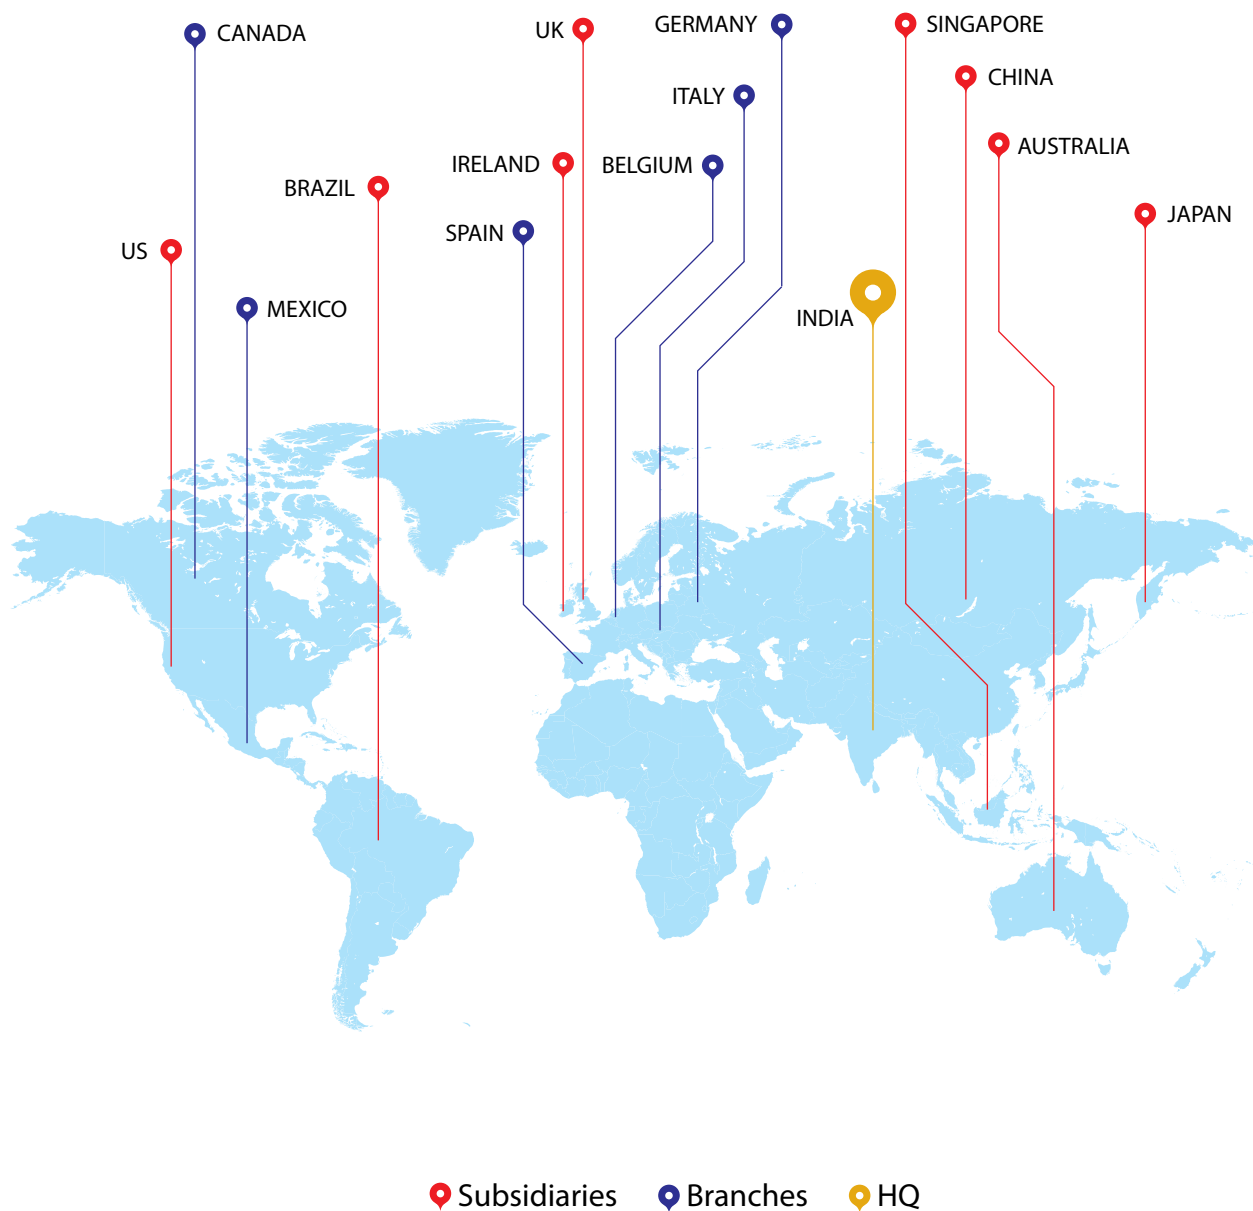 CANADA
UK
GERMANY
SINGAPORE
CHINA
ITALY
AUSTRALIA
IRELAND
BELGIUM
BRAZIL
JAPAN
SPAIN
US
MEXICO
INDIA
Subsidiaries Branches HQ